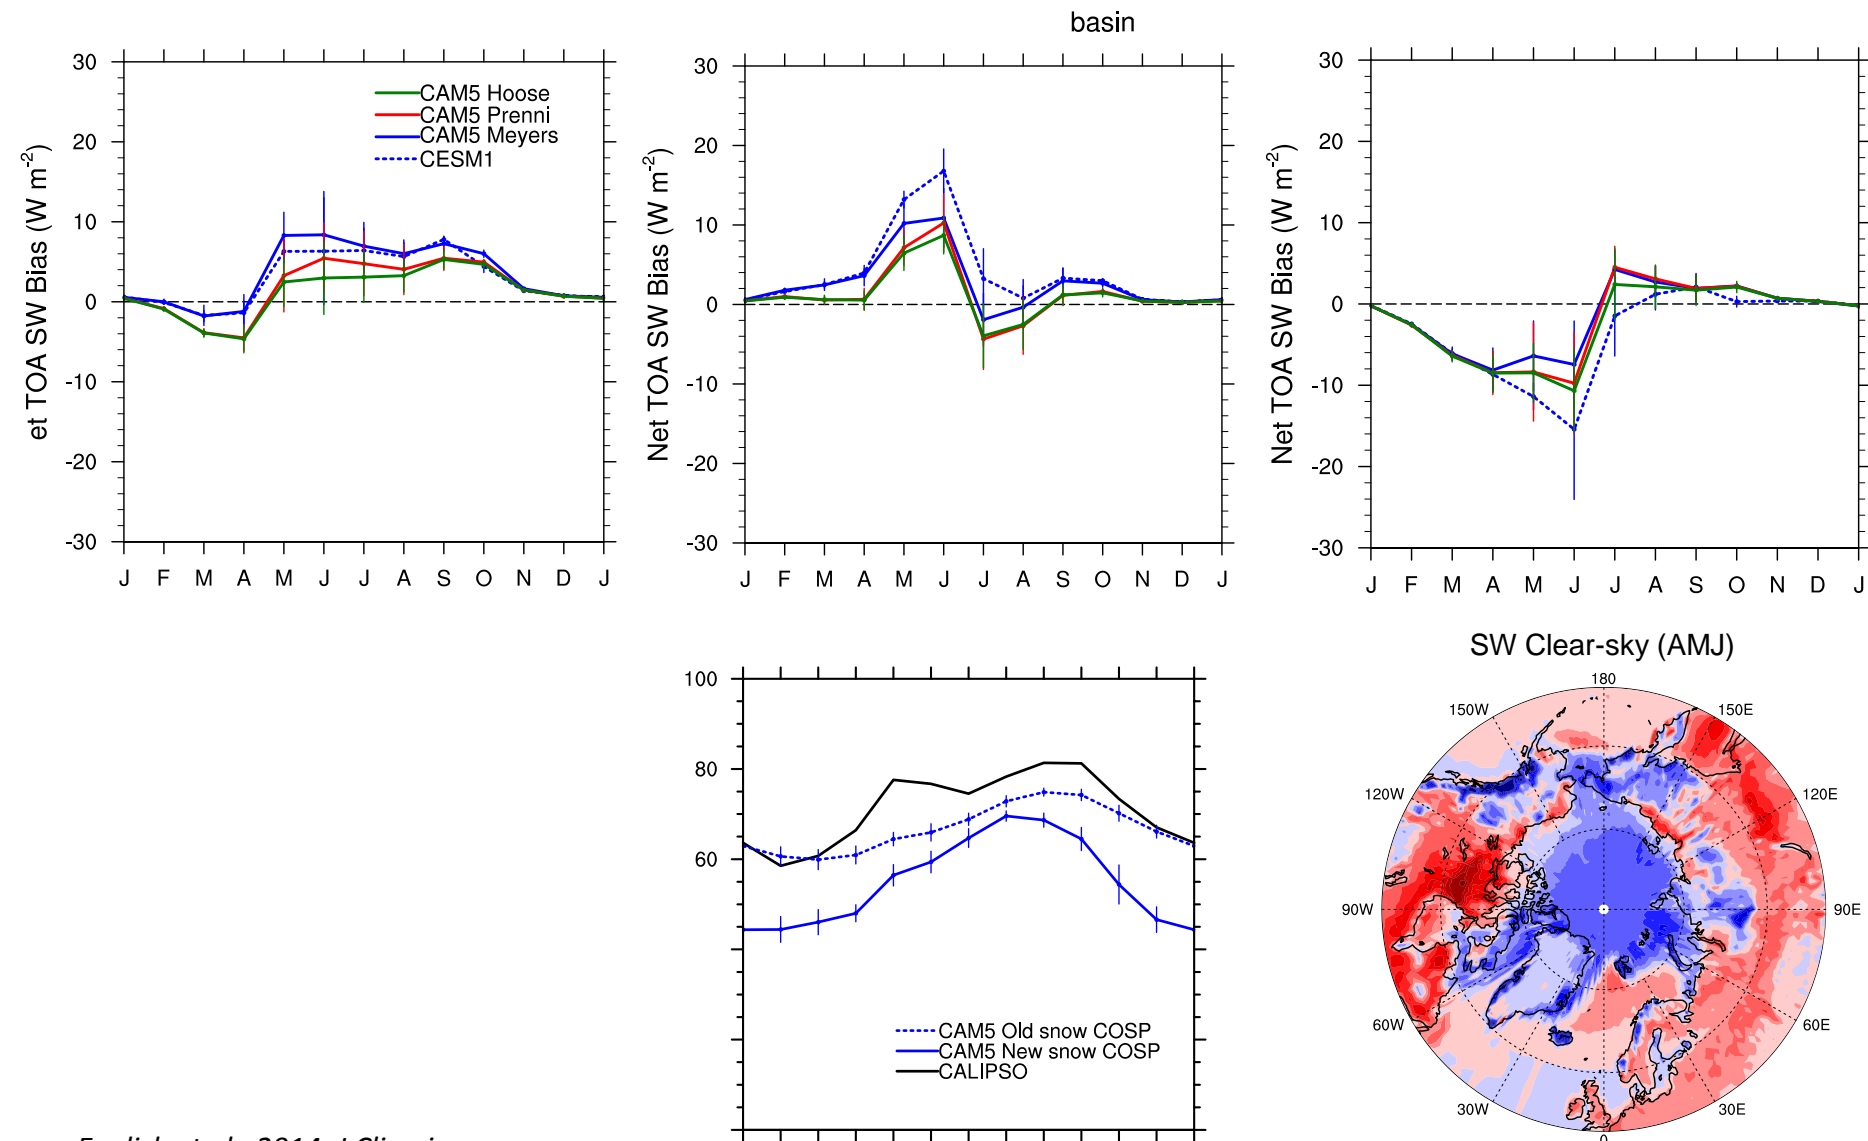 basin
30
20
10
0
-10
-20
-30
et TOA SW Bias (W m-2)
CAM5 Hoose
CAM5 Prenni
CAM5 Meyers
CESM1
J F M A M J J A S O N D J
30
20
10
0
-10
-20
-30
Net TOA SW Bias (W m-2)
J F M A M J J A S O N D J
30
20
10
0
-10
-20
-30
Net TOA SW Bias (W m-2)
J F M A M J J A S O N D J
100
80
60
CAM5 Old snow COSP
CAM5 New snow COSP
CALIPSO
SW Clear-sky (AMJ)
180
150W 150E
120W 120E
90W 90E
60W 60E
30W 30E
0